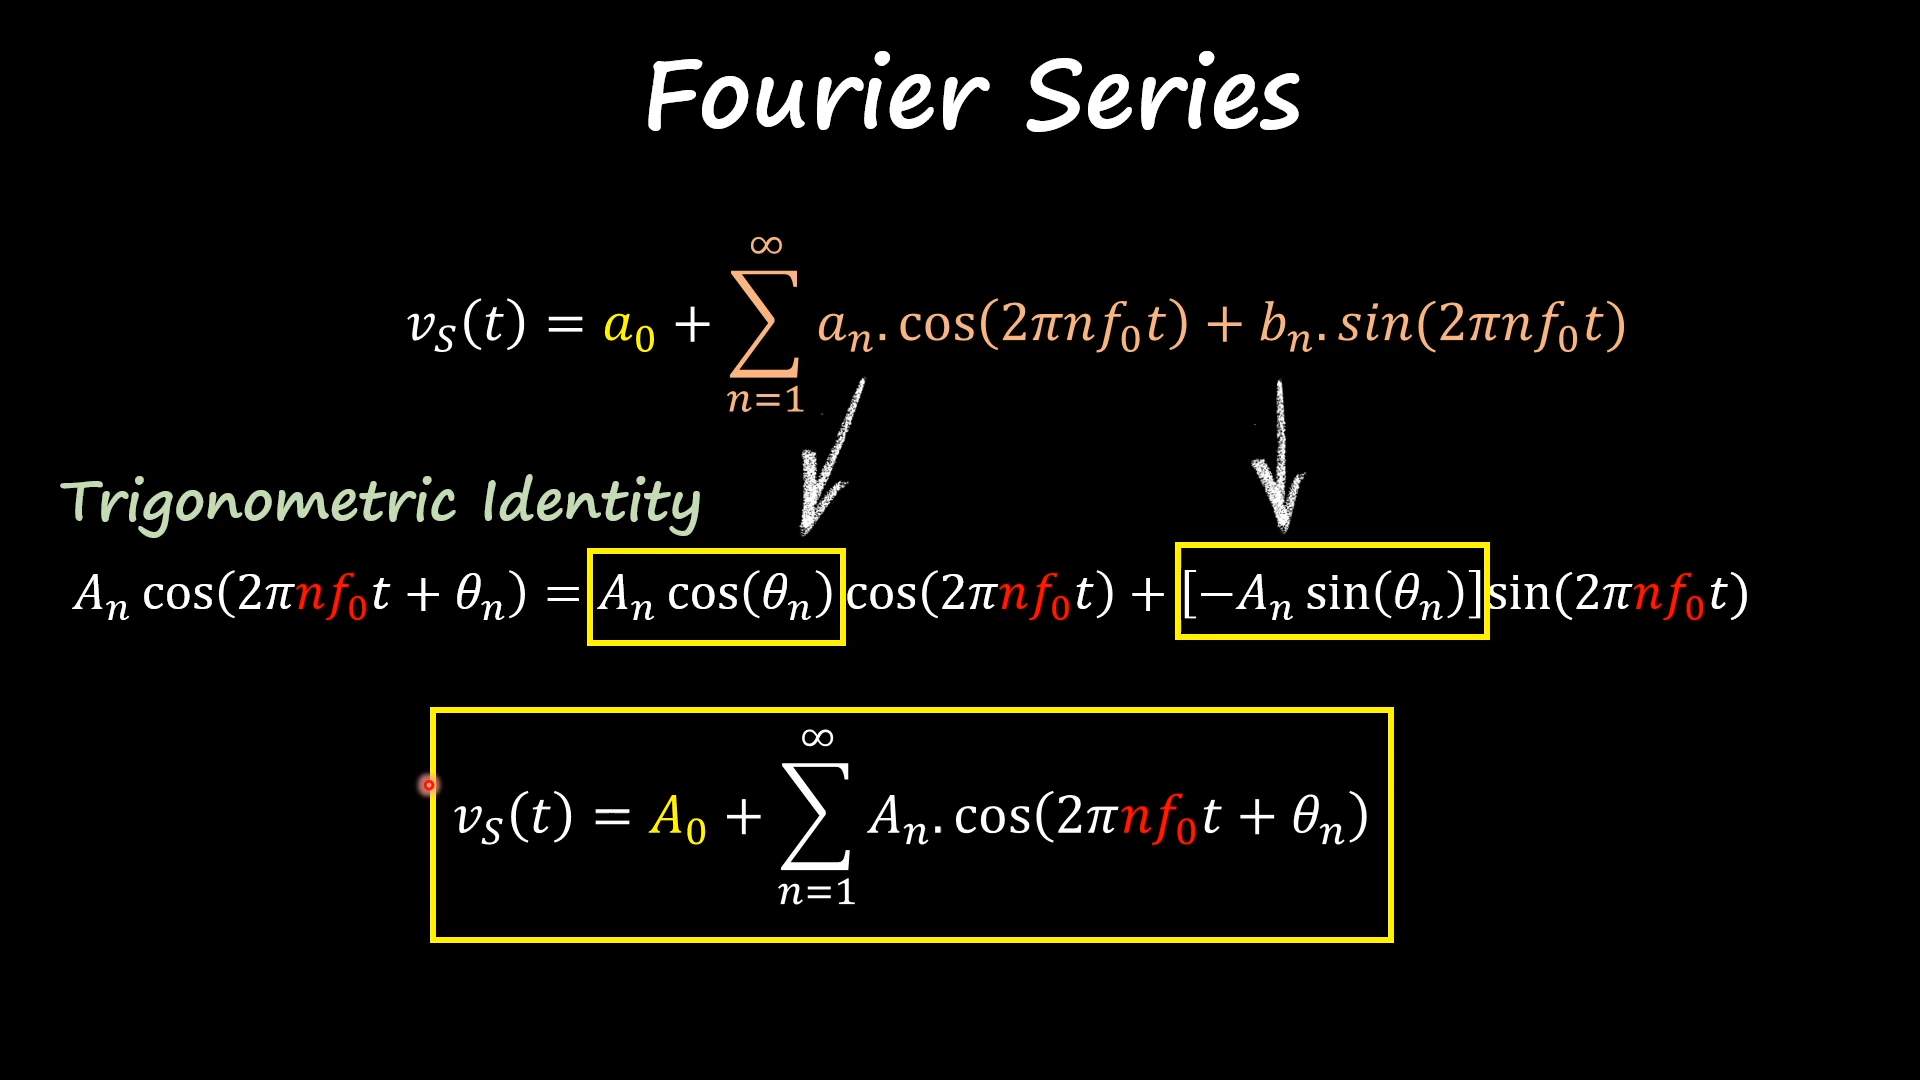 Fourier Series
v_S(t) = a_0 + ∑_{n=1}^{∞} a_n. cos(2πnf_0t) + b_n. sin(2πnf_0t)
Trigonometric Identity
A_n cos(2πnf_0t + θ_n) = A_n cos(θ_n) cos(2πnf_0t) + [−A_n sin(θ_n)]sin(2πnf_0t)
v_S(t) = A_0 + ∑_{n=1}^{∞} A_n. cos(2πnf_0t + θ_n)